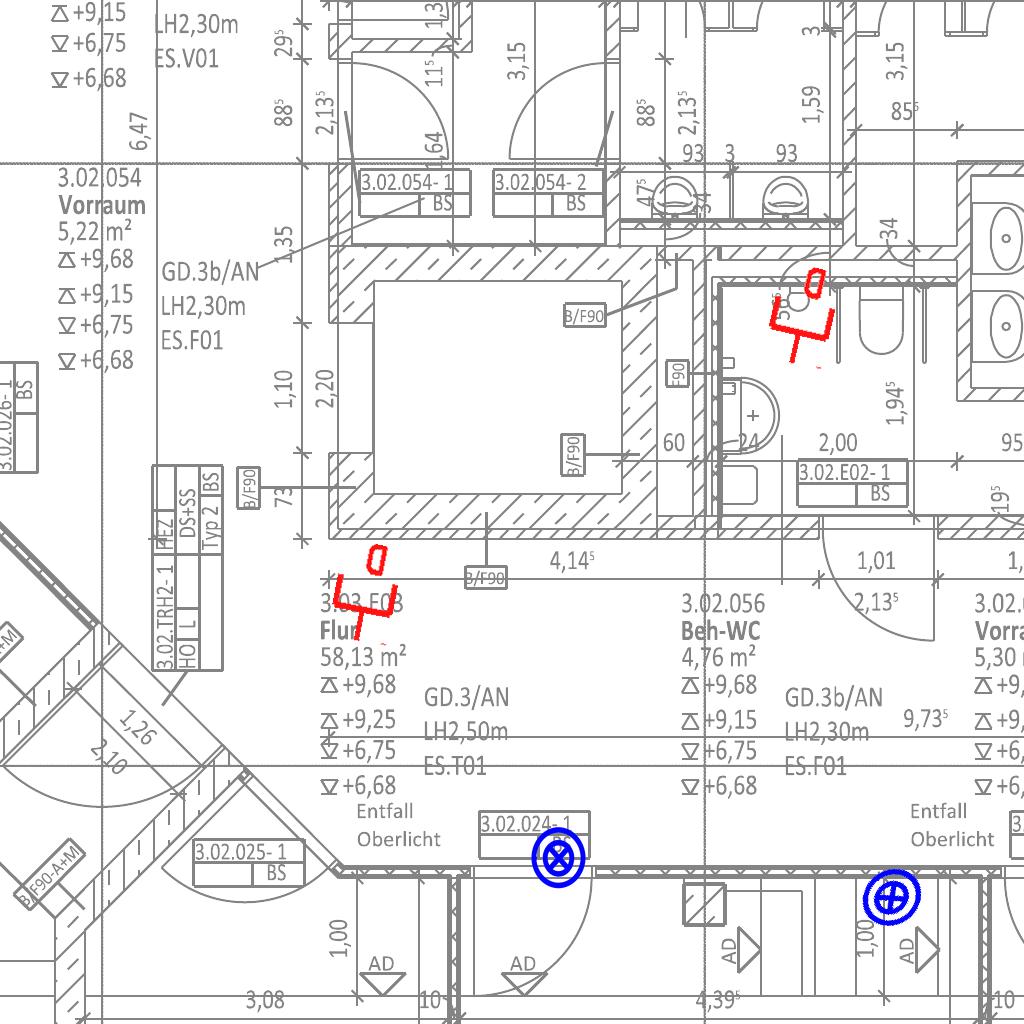 +9,15
+6,75
+6,68
LH2,30m
ES.V01
6,47
29⁵
88⁵
2,13⁵
11⁵
1,64
3,15
88⁵
2,13⁵
1,59
3
3,15
85⁵
93
3
93
47⁵
34
34
3.02.054
Vorraum
5,22 m²
+9,68
+9,15
+6,75
+6,68
GD.3b/AN
LH2,30m
ES.F01
3.02.054- 1
BS
3.02.054- 2
BS
1,35
B/F90
F90
1,10
2,20
B/F90
73
B/F90
B/F90
60
24
2,00
1,94⁵
95
19⁵
3.02.E02- 1
BS
3.02.026- 1
BS
3.02.TRH2- 1
FEZ
HO
L
DS+SS
Typ 2
BS
4,14⁵
1,01
2,13⁵
1,
3.03.E03
Flur
58,13 m²
+9,68
+9,25
+6,75
+6,68
GD.3/AN
LH2,50m
ES.T01
3.02.056
Beh-WC
4,76 m²
+9,68
+9,15
+6,75
+6,68
GD.3b/AN
LH2,30m
ES.F01
9,73⁵
3.02.
Vorra
5,30 m
+9,
+9,
+6,
+6,
1,26
2,10
Entfall
Oberlicht
Entfall
Oberlicht
3.02.024- 1
BS
3.02.025- 1
BS
B/F90-A+M
A+M
1,00
AD
AD
AD
1,00
AD
3,08
10
4,39⁵
10
3